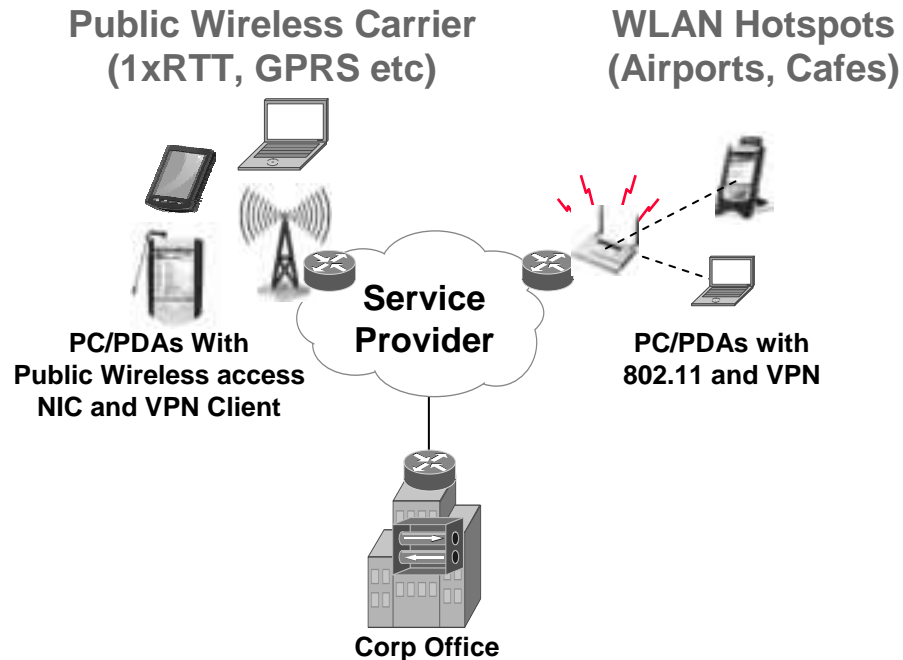 Public Wireless Carrier
(1xRTT, GPRS etc)
WLAN Hotspots
(Airports, Cafes)
Service
Provider
PC/PDAs With
Public Wireless access
NIC and VPN Client
PC/PDAs with
802.11 and VPN
Corp Office